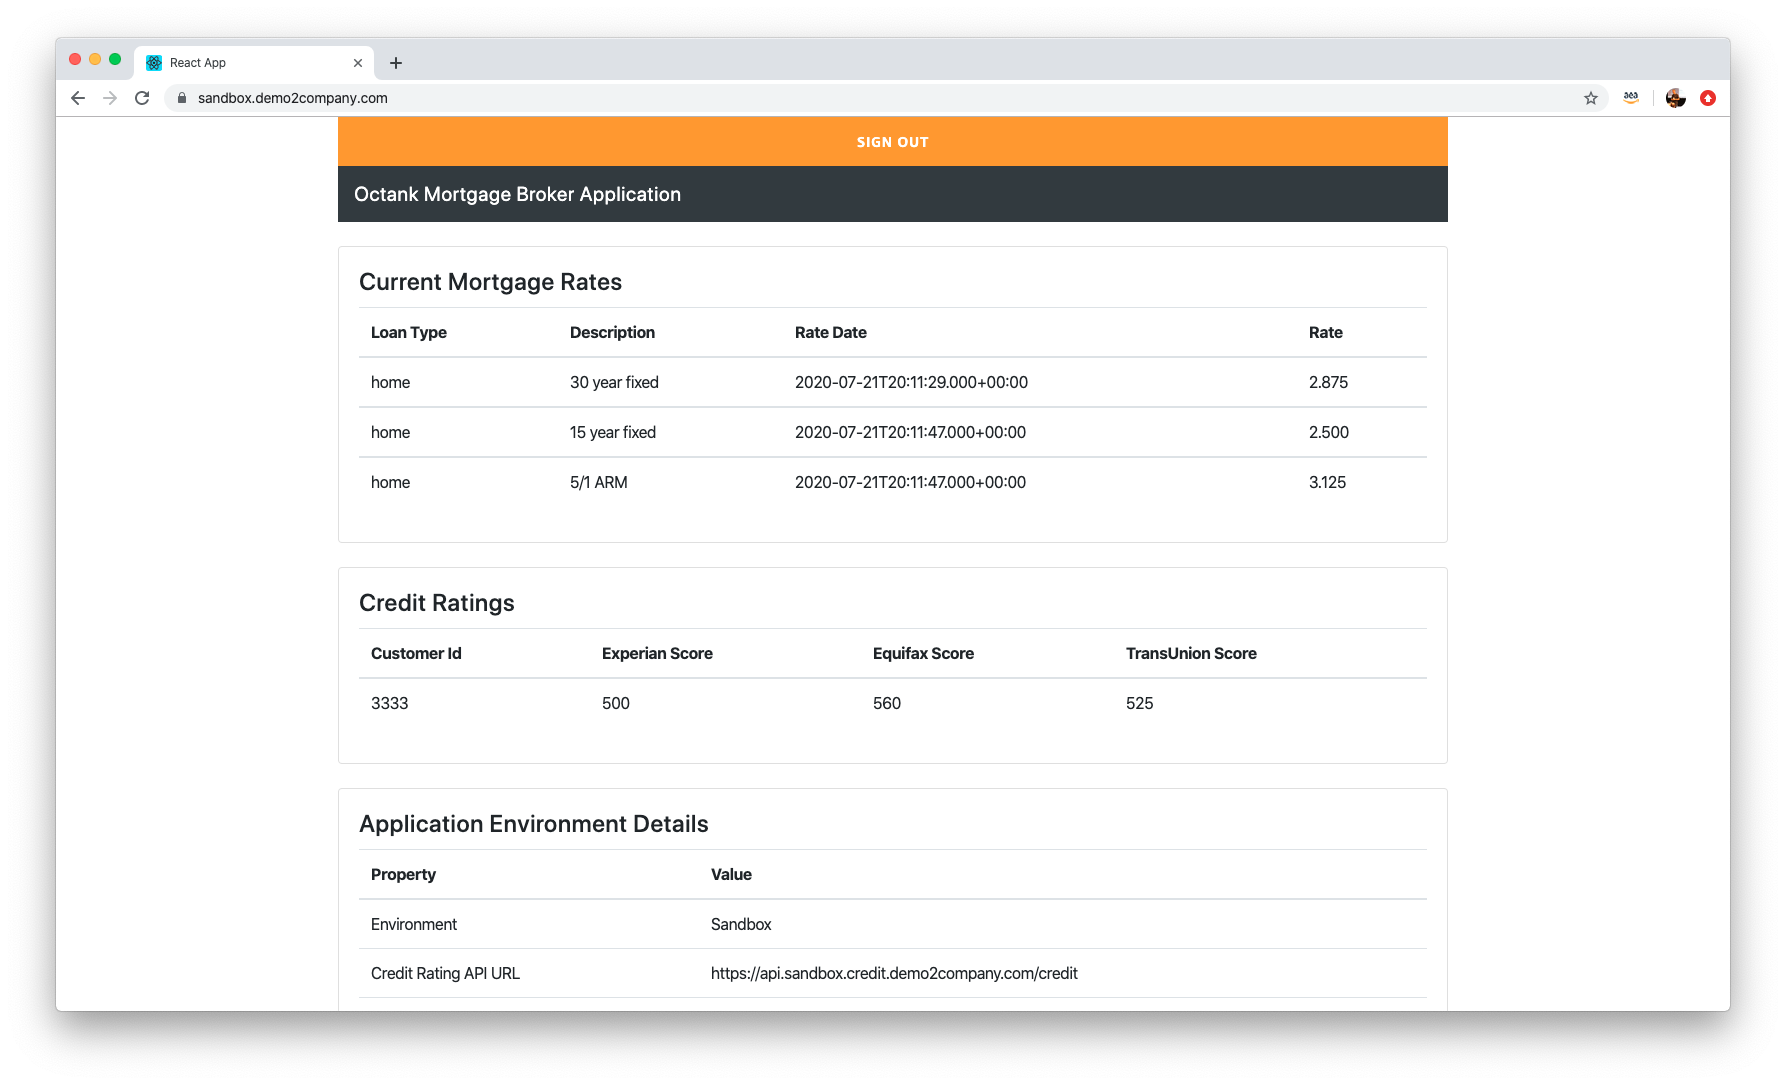 React App
sandbox.demo2company.com
SIGN OUT
Octank Mortgage Broker Application
Current Mortgage Rates
Loan Type Description Rate Date Rate
home 30 year fixed 2020-07-21T20:11:29.000+00:00 2.875
home 15 year fixed 2020-07-21T20:11:47.000+00:00 2.500
home 5/1 ARM 2020-07-21T20:11:47.000+00:00 3.125
Credit Ratings
Customer Id Experian Score Equifax Score TransUnion Score
3333 500 560 525
Application Environment Details
Property Value
Environment Sandbox
Credit Rating API URL https://api.sandbox.credit.demo2company.com/credit